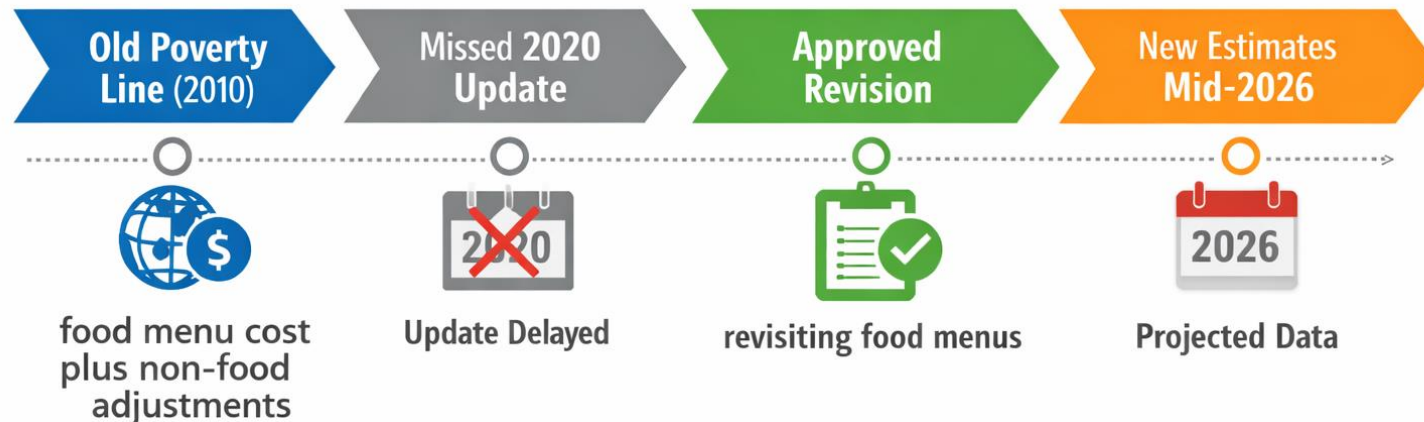 Old Poverty
Line (2010)
Missed 2020
Update
Approved
Revision
New Estimates
Mid-2026
$
2020
2026
food menu cost
plus non-food
adjustments
Update Delayed
revisiting food menus
Projected Data